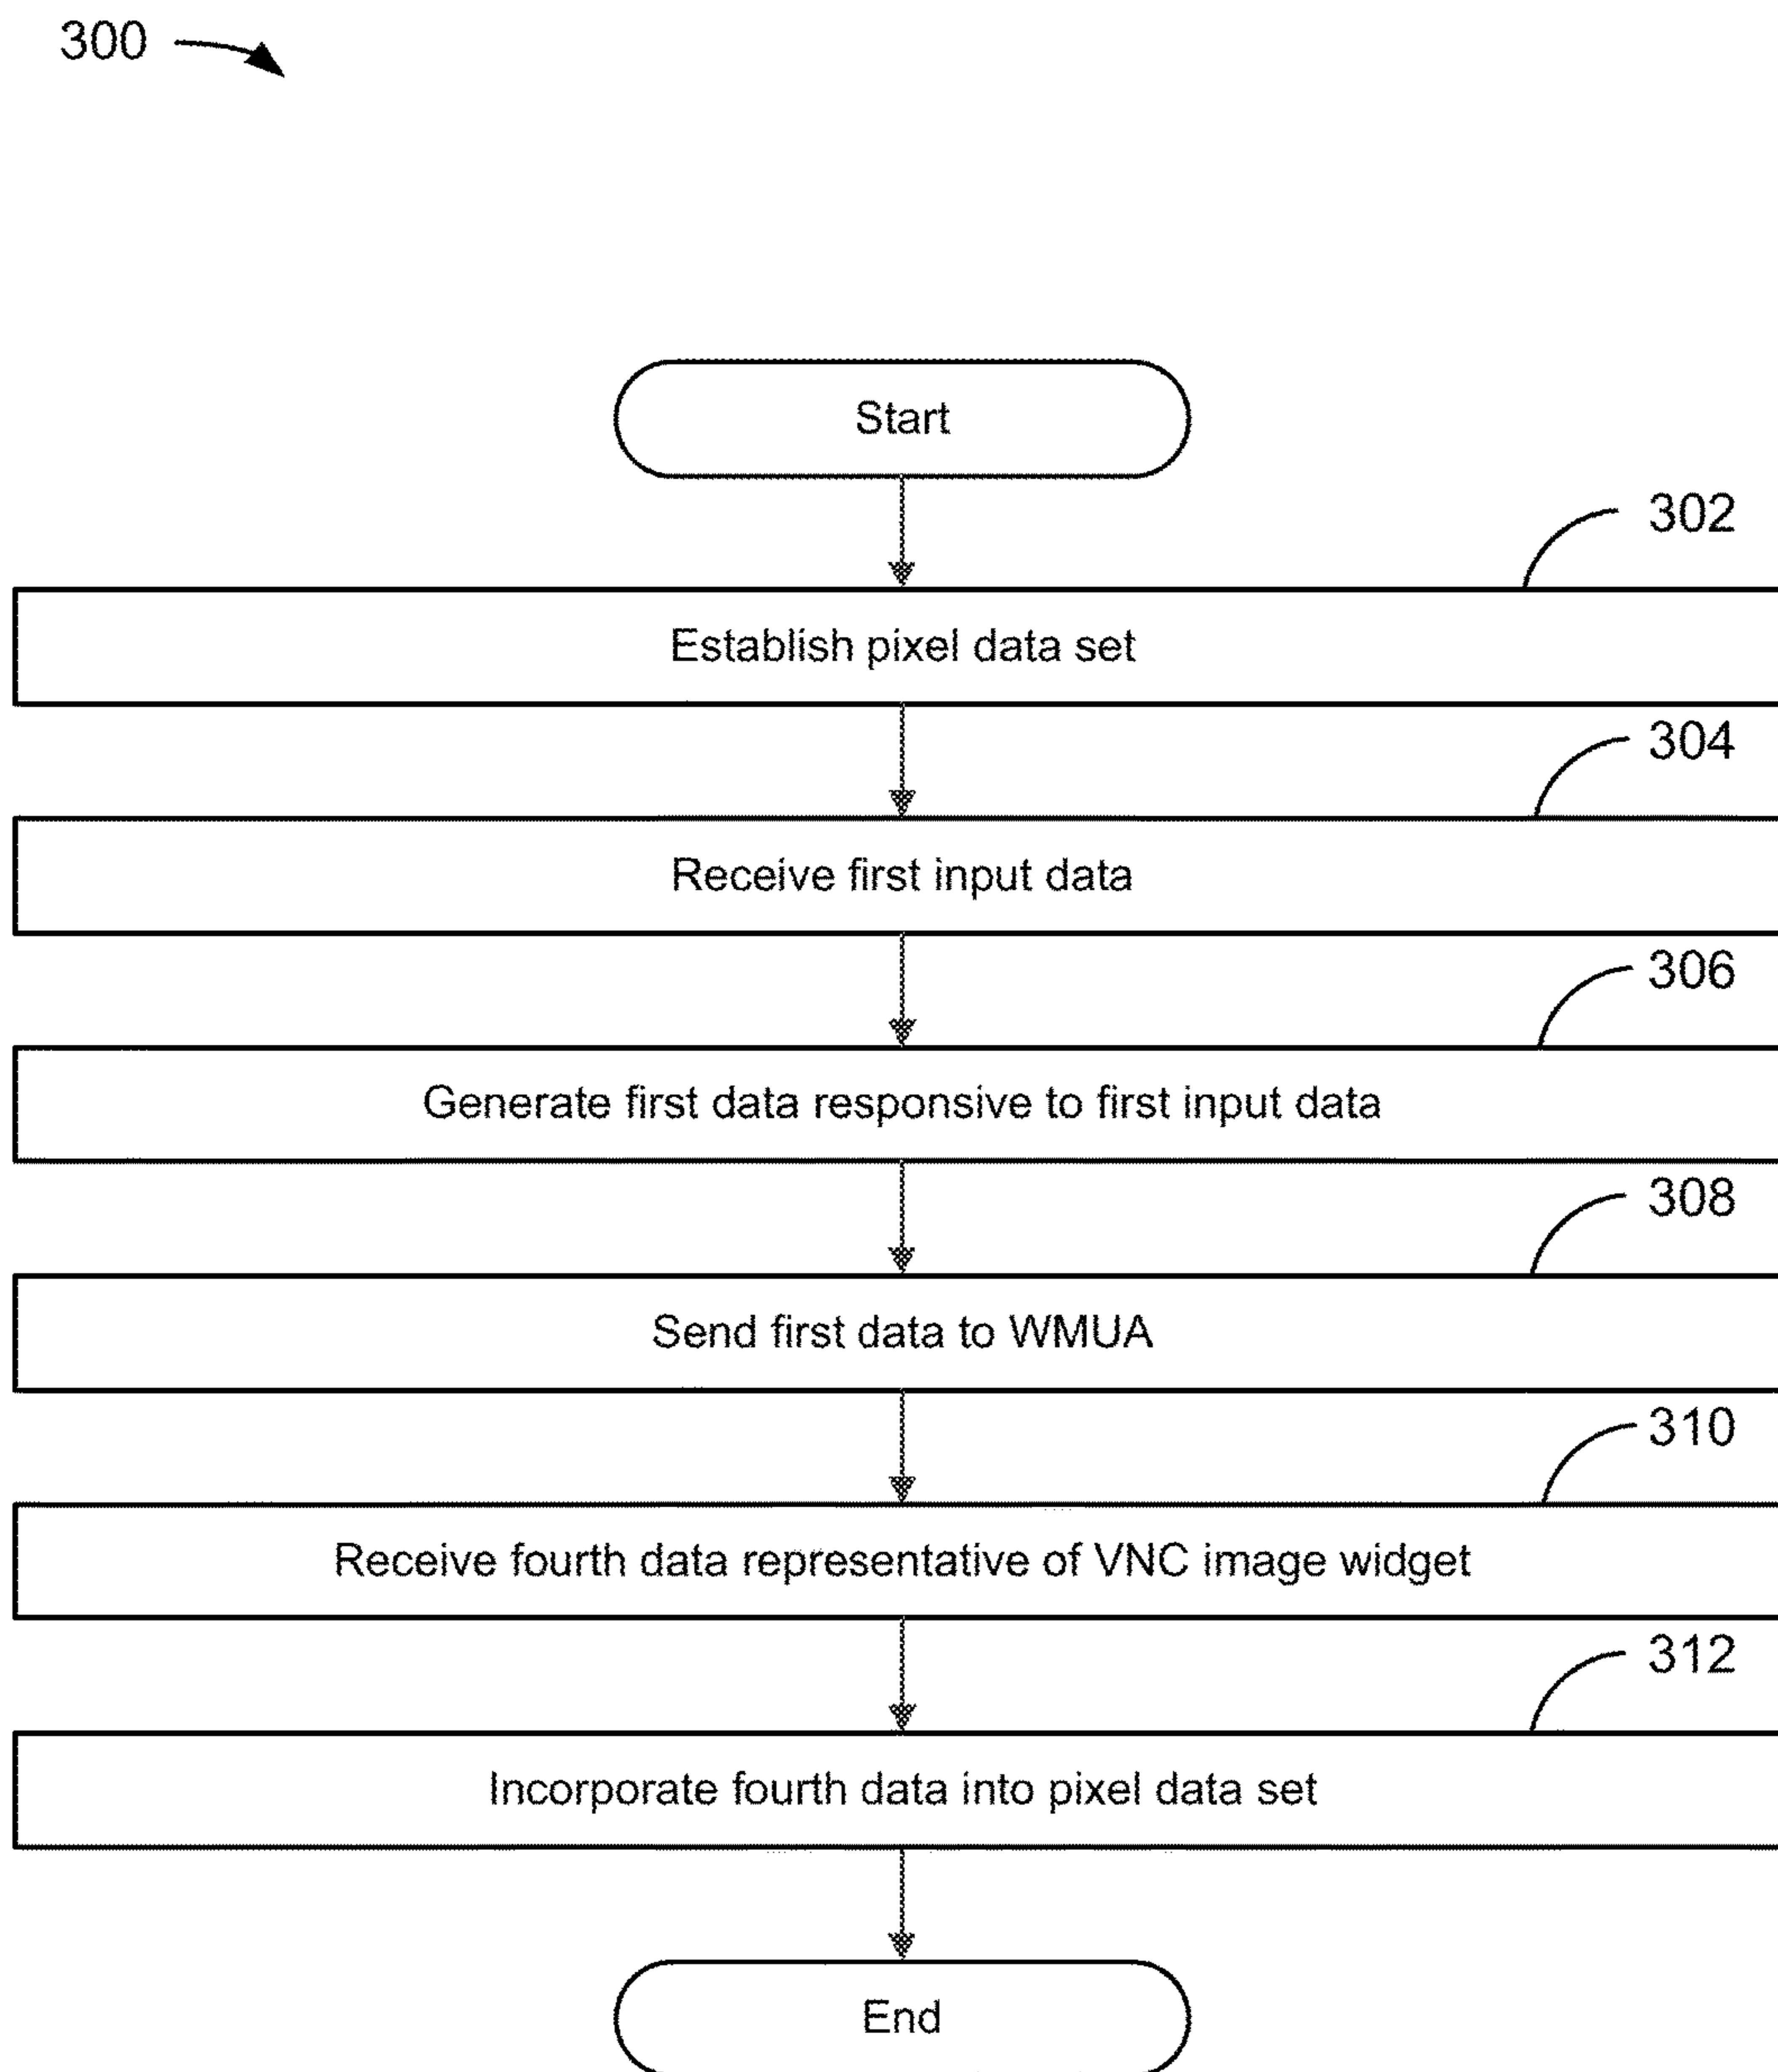 300
Start
302
Establish pixel data set
304
Receive first input data
306
Generate first data responsive to first input data
308
Send first data to WMUA
310
Receive fourth data representative of VNC image widget
312
Incorporate fourth data into pixel data set
End